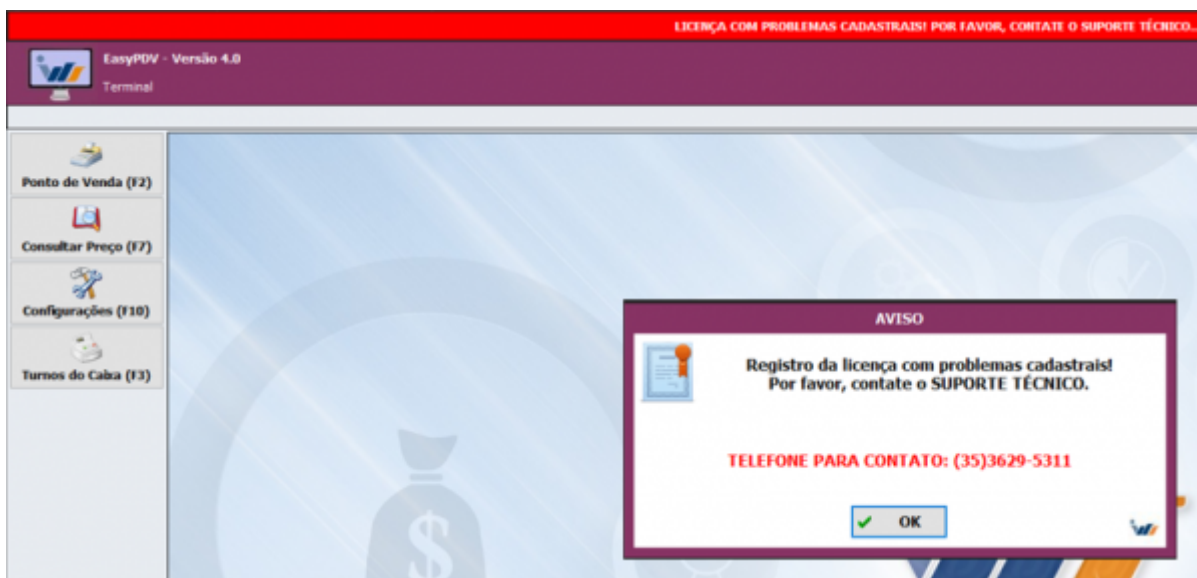 LICENÇA COM PROBLEMAS CADASTRAIS! POR FAVOR, CONTATE O SUPORTE TÉCNICO..
EasyPDV - Versão 4.0
Terminal
Ponto de Venda (F2)
Consultar Preço (F7)
Configurações (F10)
Turnos do Caixa (F3)
AVISO
Registro da licença com problemas cadastrais!
Por favor, contate o SUPORTE TÉCNICO.
TELEFONE PARA CONTATO: (35)3629-5311
OK
$